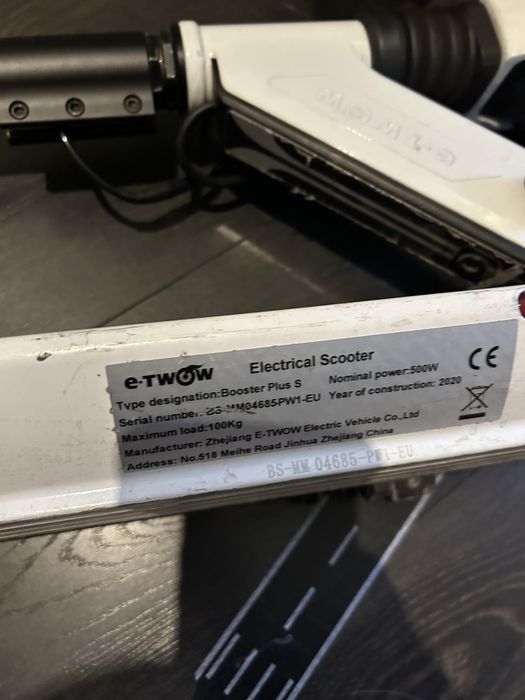 e-TWOW
e-TWOW Electrical Scooter
Type designation:Booster Plus S Nominal power:500W
Serial number: BS-MM04685-PW1-EU Year of construction: 2020
Maximum load:100Kg
Manufacturer: Zhejiang E-TWOW Electric Vehicle Co.,Ltd
Address: No.518 Meihe Road Jinhua Zhejiang China
CE
BS-MM 04685-PW1-EU